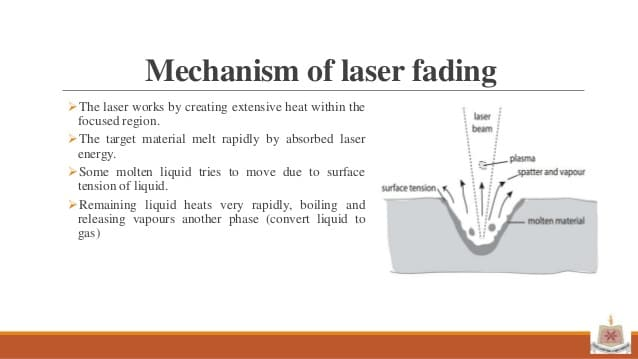 Mechanism of laser fading
➢The laser works by creating extensive heat within the
focused region.
➢The target material melt rapidly by absorbed laser
energy.
➢Some molten liquid tries to move due to surface
tension of liquid.
➢Remaining liquid heats very rapidly, boiling and
releasing vapours another phase (convert liquid to
gas)
laser
beam
plasma
spatter and vapour
surface tension
molten material